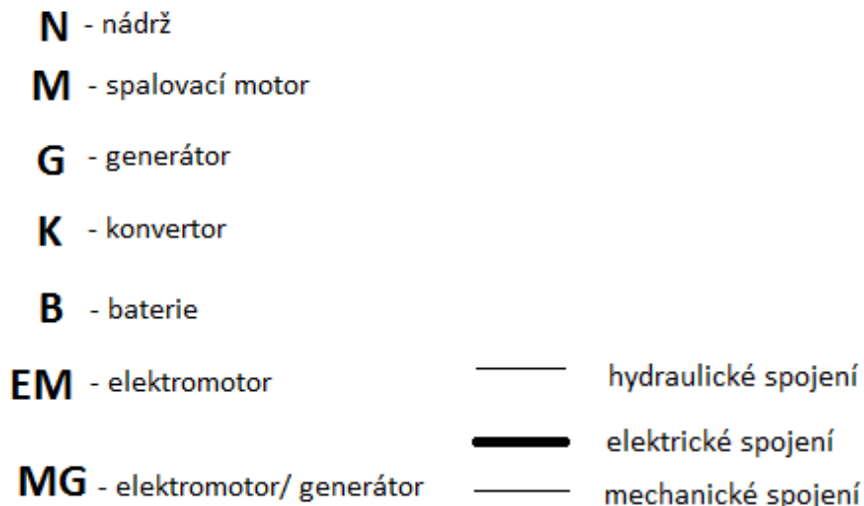 N - nádrž
M - spalovací motor
G - generátor
K - konvertor
B - baterie
EM - elektromotor
hydraulické spojení
elektrické spojení
MG - elektromotor/ generátor
mechanické spojení